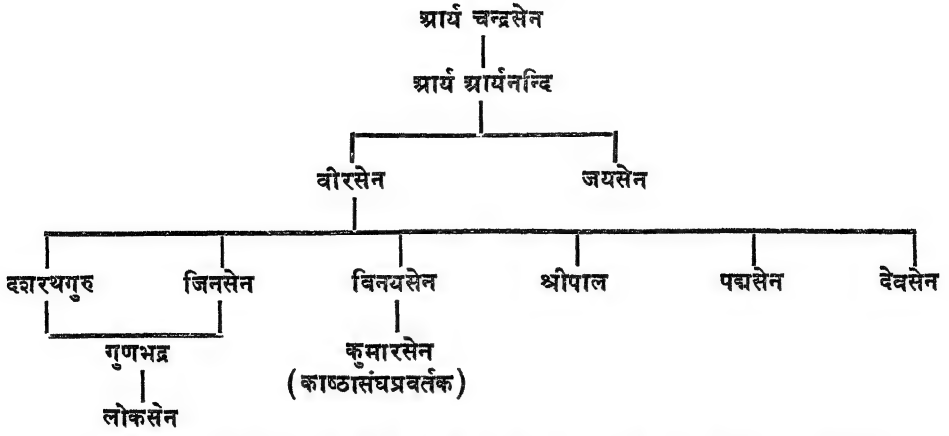 आर्य चन्द्रसेन
आर्य आर्यनन्दि
वीरसेन जयसेन
दशरथगुरु जिनसेन विनयसेन श्रीपाल पद्मसेन देवसेन
गुणभद्र कुमारसेन
(काष्ठासंघप्रवर्तक)
लोकसेन